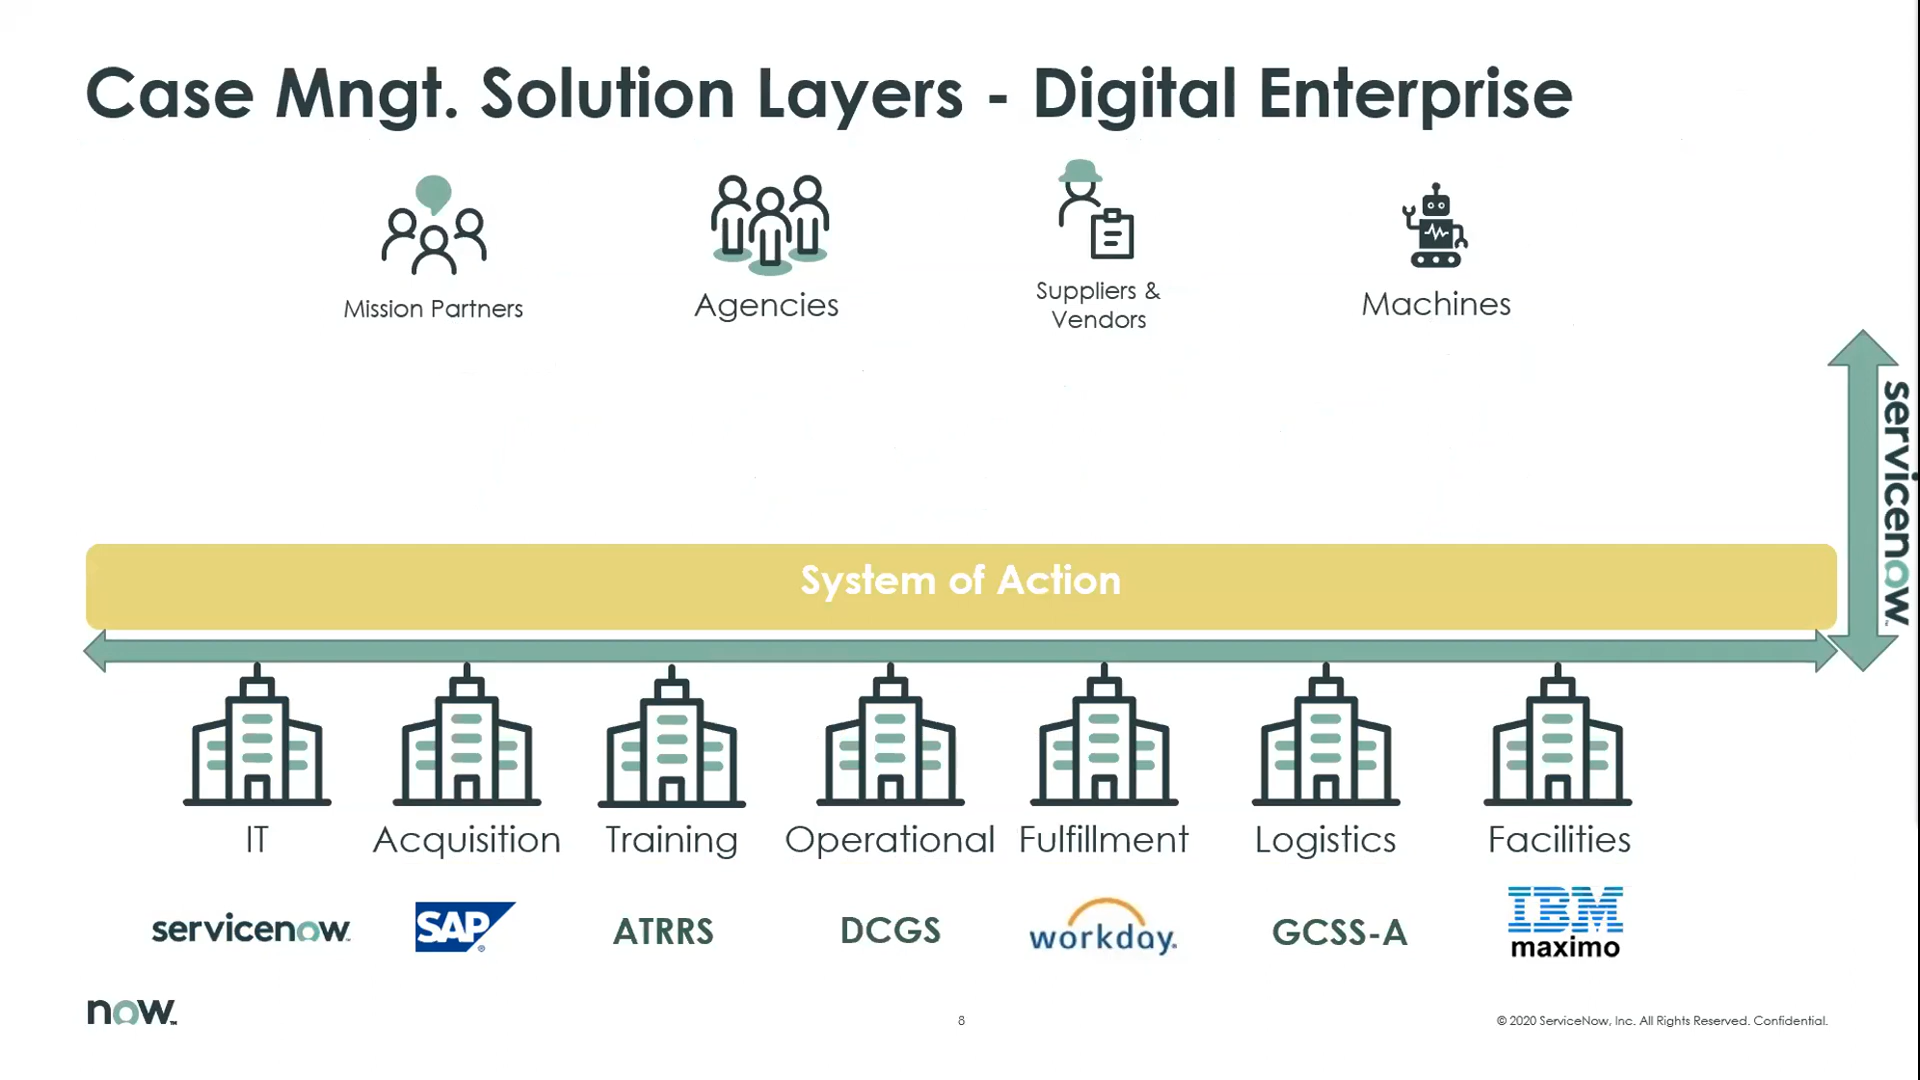 Case Mngt. Solution Layers - Digital Enterprise
Mission Partners
Agencies
Suppliers &
Vendors
Machines
servicenow
System of Action
IT
Acquisition
Training
Operational
Fulfillment
Logistics
Facilities
servicenow™
SAP®
ATRRS
DCGS
workday.
GCSS-A
IBM
maximo
now™
8
© 2020 ServiceNow, Inc. All Rights Reserved. Confidential.